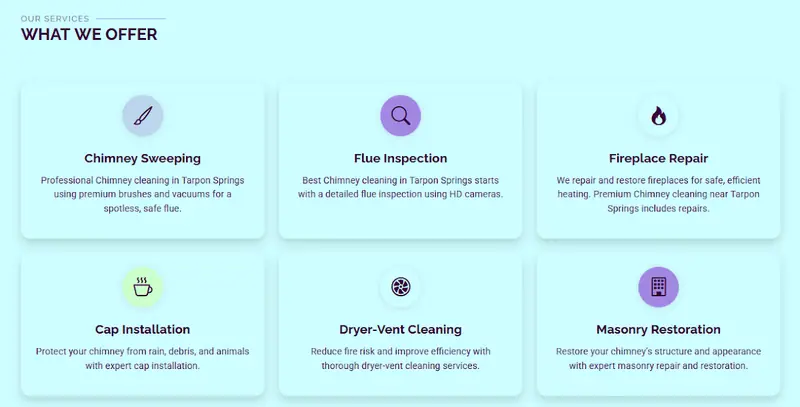 OUR SERVICES
WHAT WE OFFER
Chimney Sweeping
Professional Chimney cleaning in Tarpon Springs
using premium brushes and vacuums for a
spotless, safe flue.
Flue Inspection
Best Chimney cleaning in Tarpon Springs starts
with a detailed flue inspection using HD cameras.
Fireplace Repair
We repair and restore fireplaces for safe, efficient
heating. Premium Chimney cleaning near Tarpon
Springs includes repairs.
Cap Installation
Protect your chimney from rain, debris, and animals
with expert cap installation.
Dryer-Vent Cleaning
Reduce fire risk and improve efficiency with
thorough dryer-vent cleaning services.
Masonry Restoration
Restore your chimney's structure and appearance
with expert masonry repair and restoration.